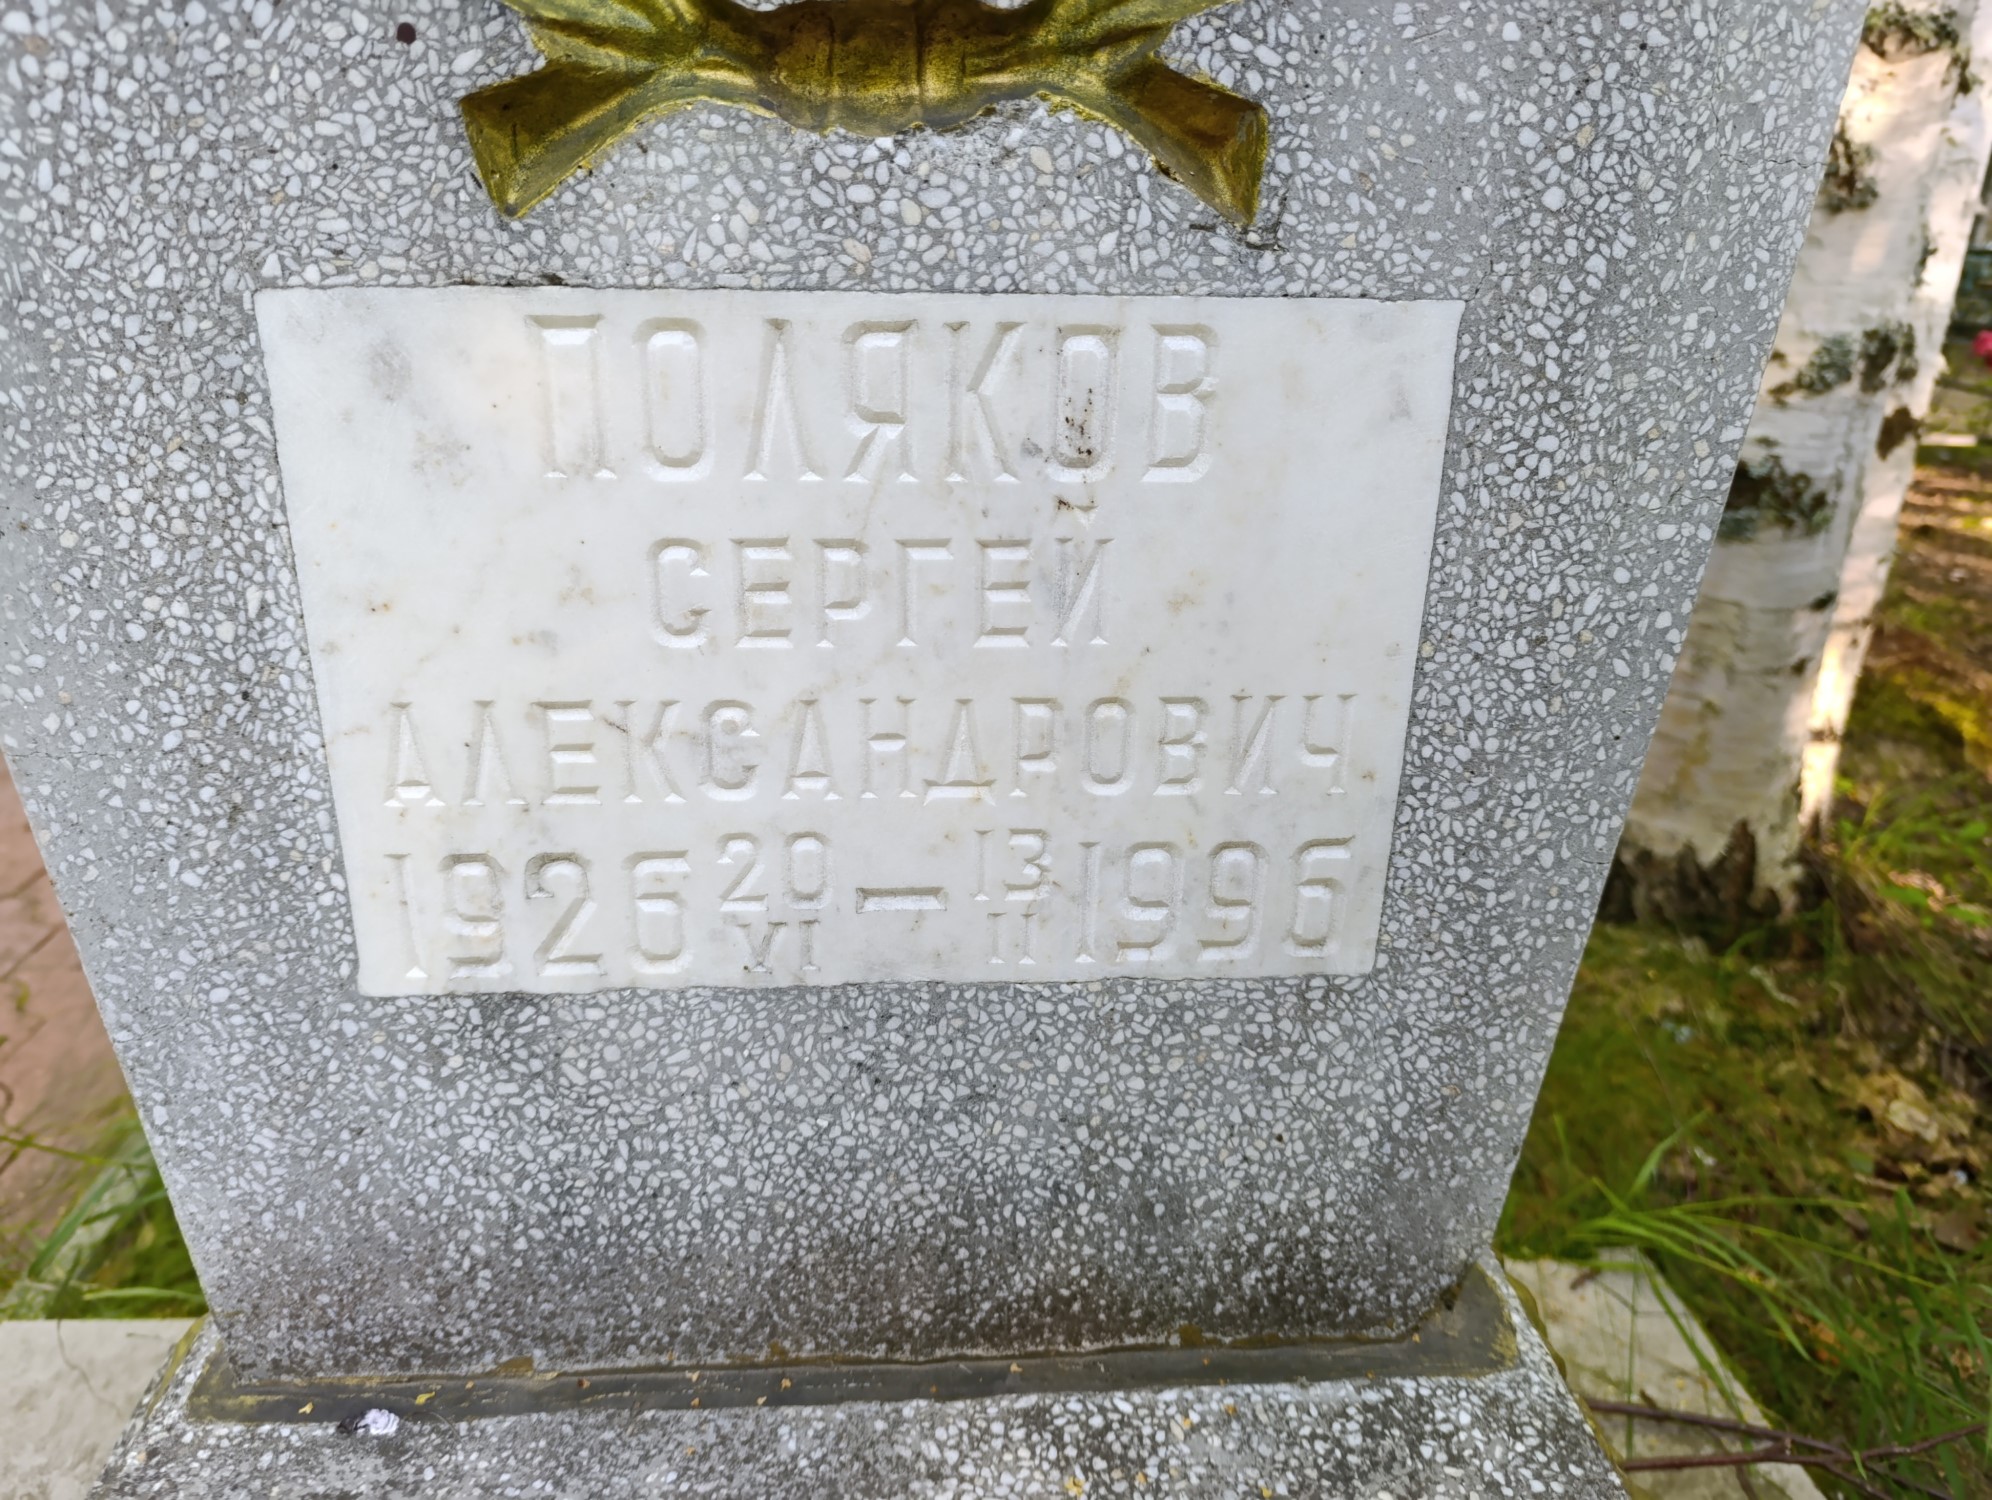 ПОЛЯКОВ
СЕРГЕЙ
АЛЕКСАНДРОВИЧ
1926 20/VI — 13/II 1996